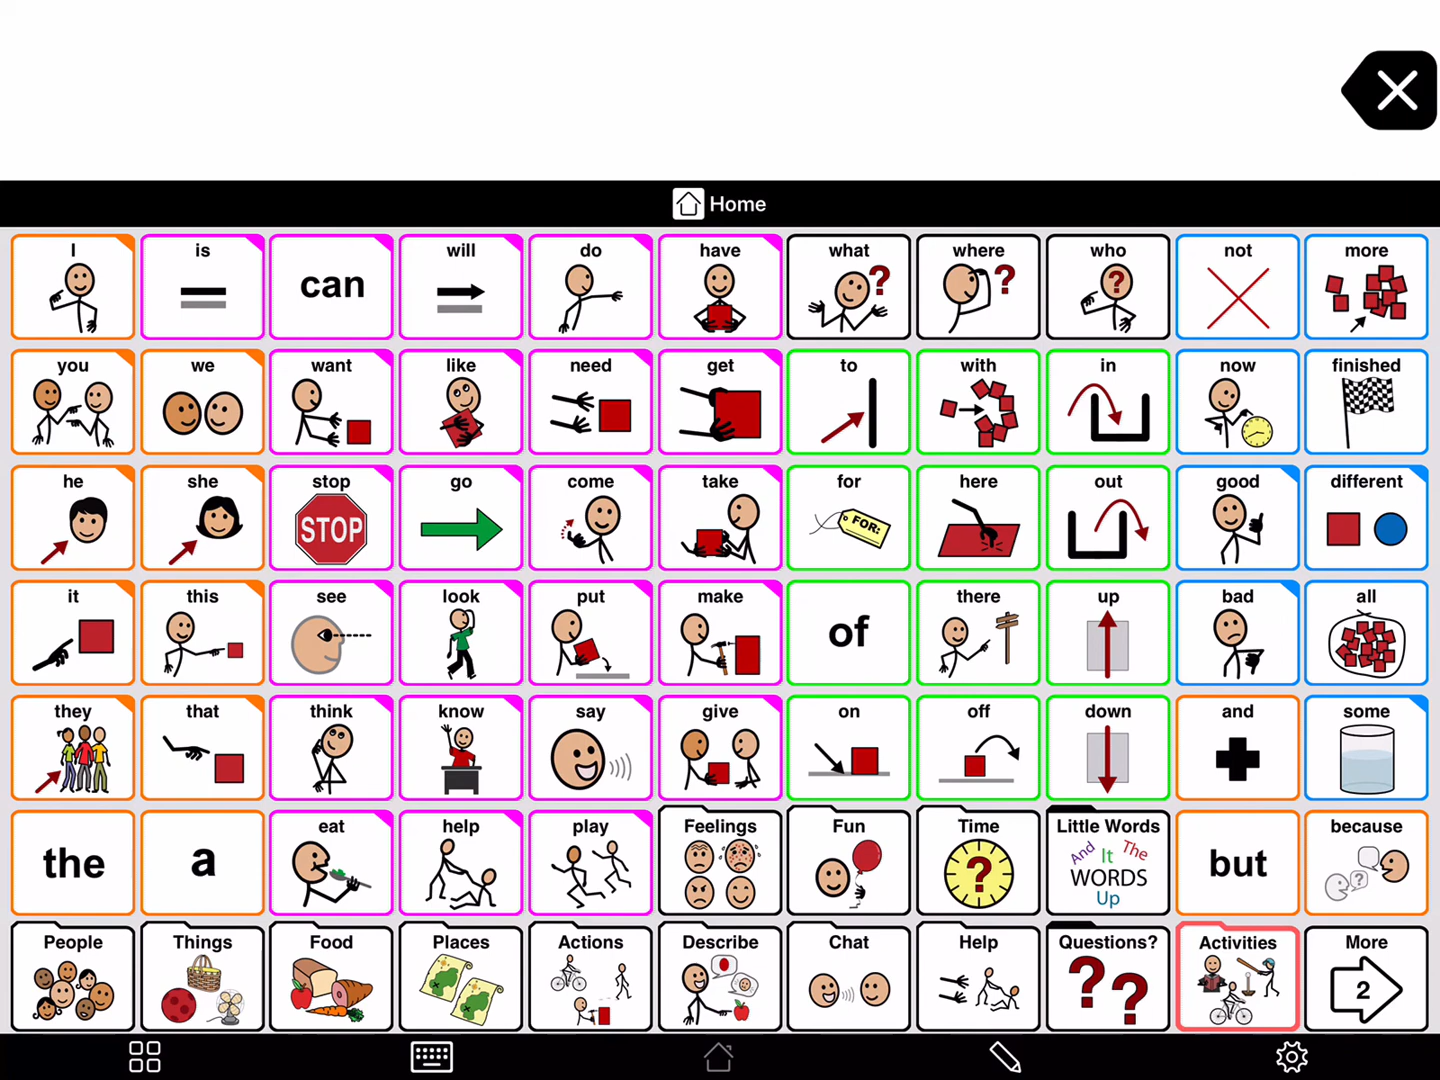 Home
I is can will do have what where who not more
? ? ?
you we want like need get to with in now finished
he she stop go come take for here out good different
STOP FOR:
it this see look put make of there up bad all
they that think know say give on off down and some
the a eat help play Feelings Fun Time Little Words but because
? And It The ?
WORDS
Up
People Things Food Places Actions Describe Chat Help Questions? Activities More
? ? 2